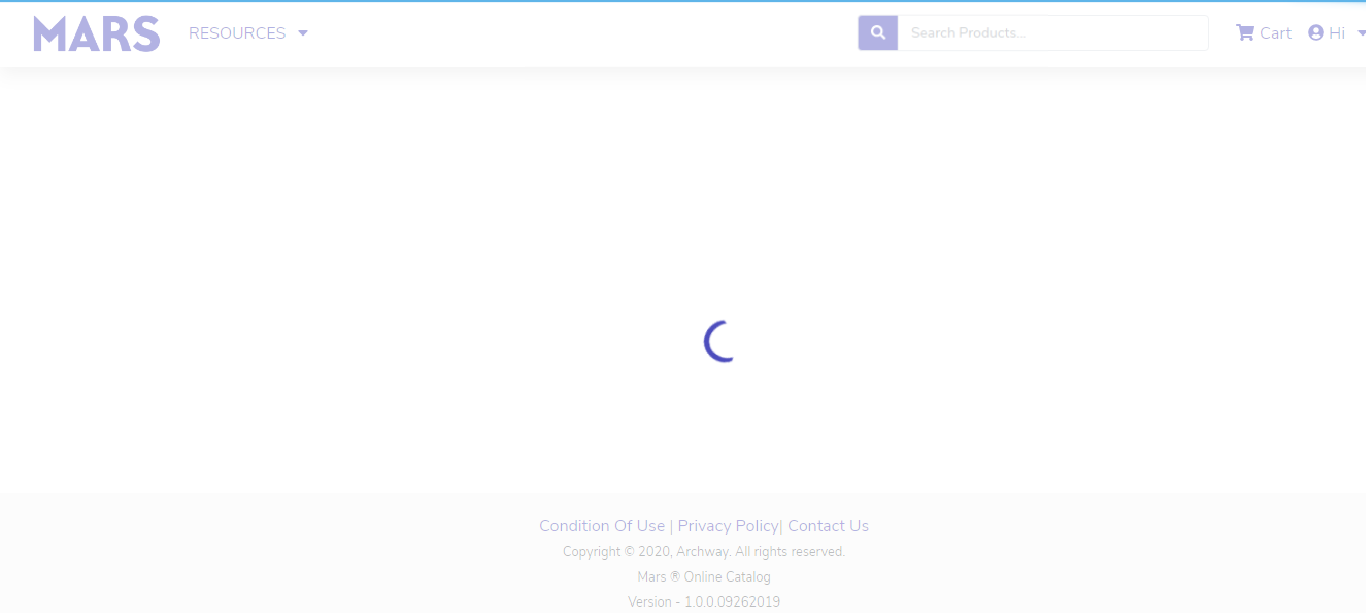 MARS RESOURCES Search Products... Cart Hi
Condition Of Use | Privacy Policy| Contact Us
Copyright © 2020, Archway. All rights reserved.
Mars ® Online Catalog
Version - 1.0.0.09262019